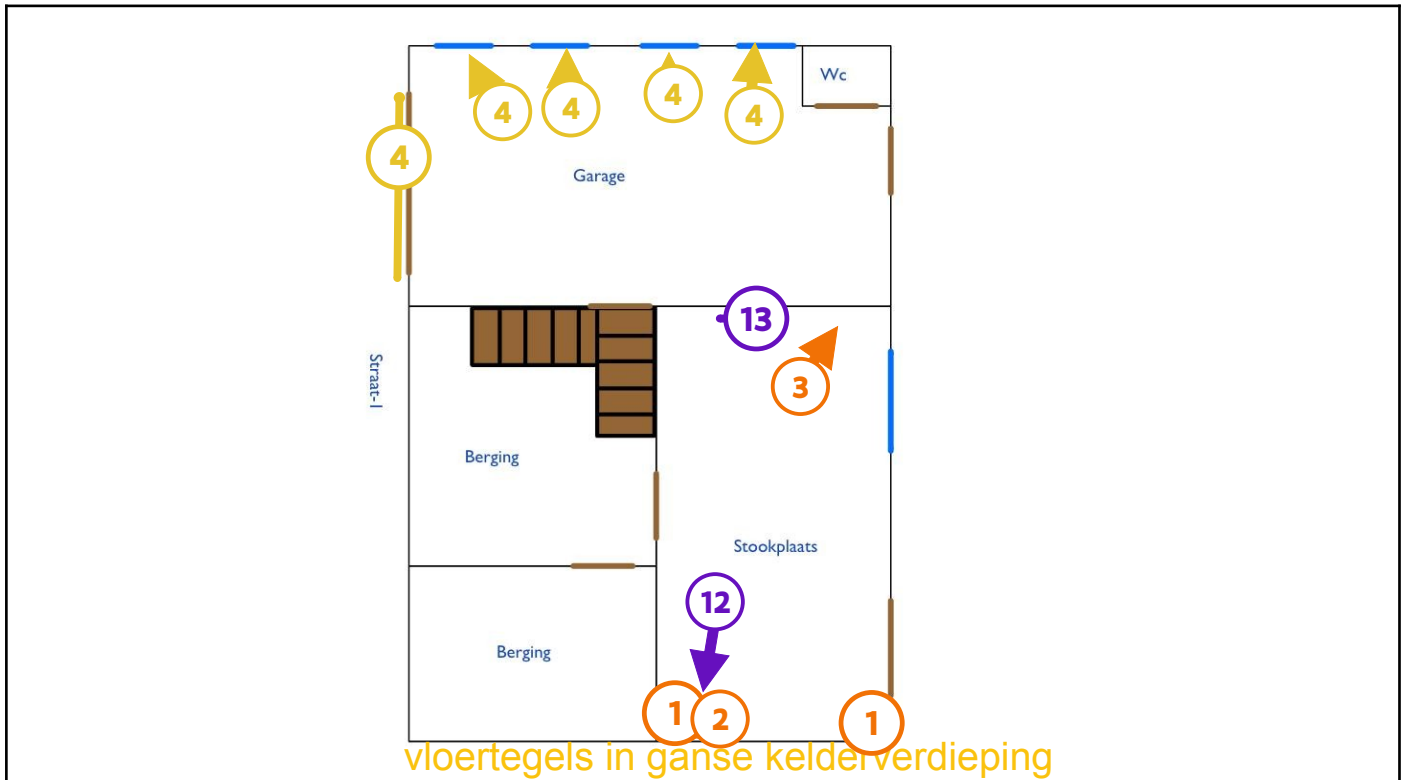 Wc
4
4
4
4
4
Garage
13
3
Straat-1
Berging
Stookplaats
12
Berging
1
2
1
vloertegels in ganse kelderverdieping